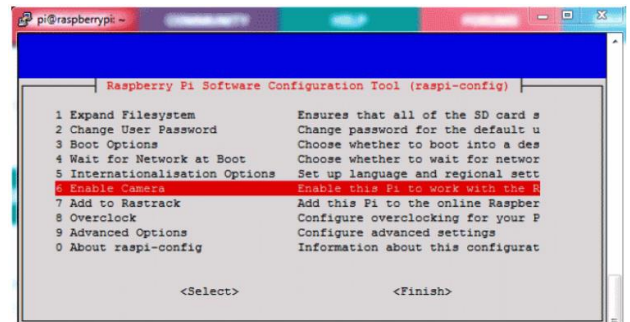 pi@raspberrypi: ~
COMMUNITY HELP FORUMS
Raspberry Pi Software Configuration Tool (raspi-config)
1 Expand Filesystem Ensures that all of the SD card s
2 Change User Password Change password for the default u
3 Boot Options Choose whether to boot into a des
4 Wait for Network at Boot Choose whether to wait for networ
5 Internationalisation Options Set up language and regional sett
6 Enable Camera Enable this Pi to work with the R
7 Add to Rastrack Add this Pi to the online Raspber
8 Overclock Configure overclocking for your P
9 Advanced Options Configure advanced settings
0 About raspi-config Information about this configurat
<Select> <Finish>